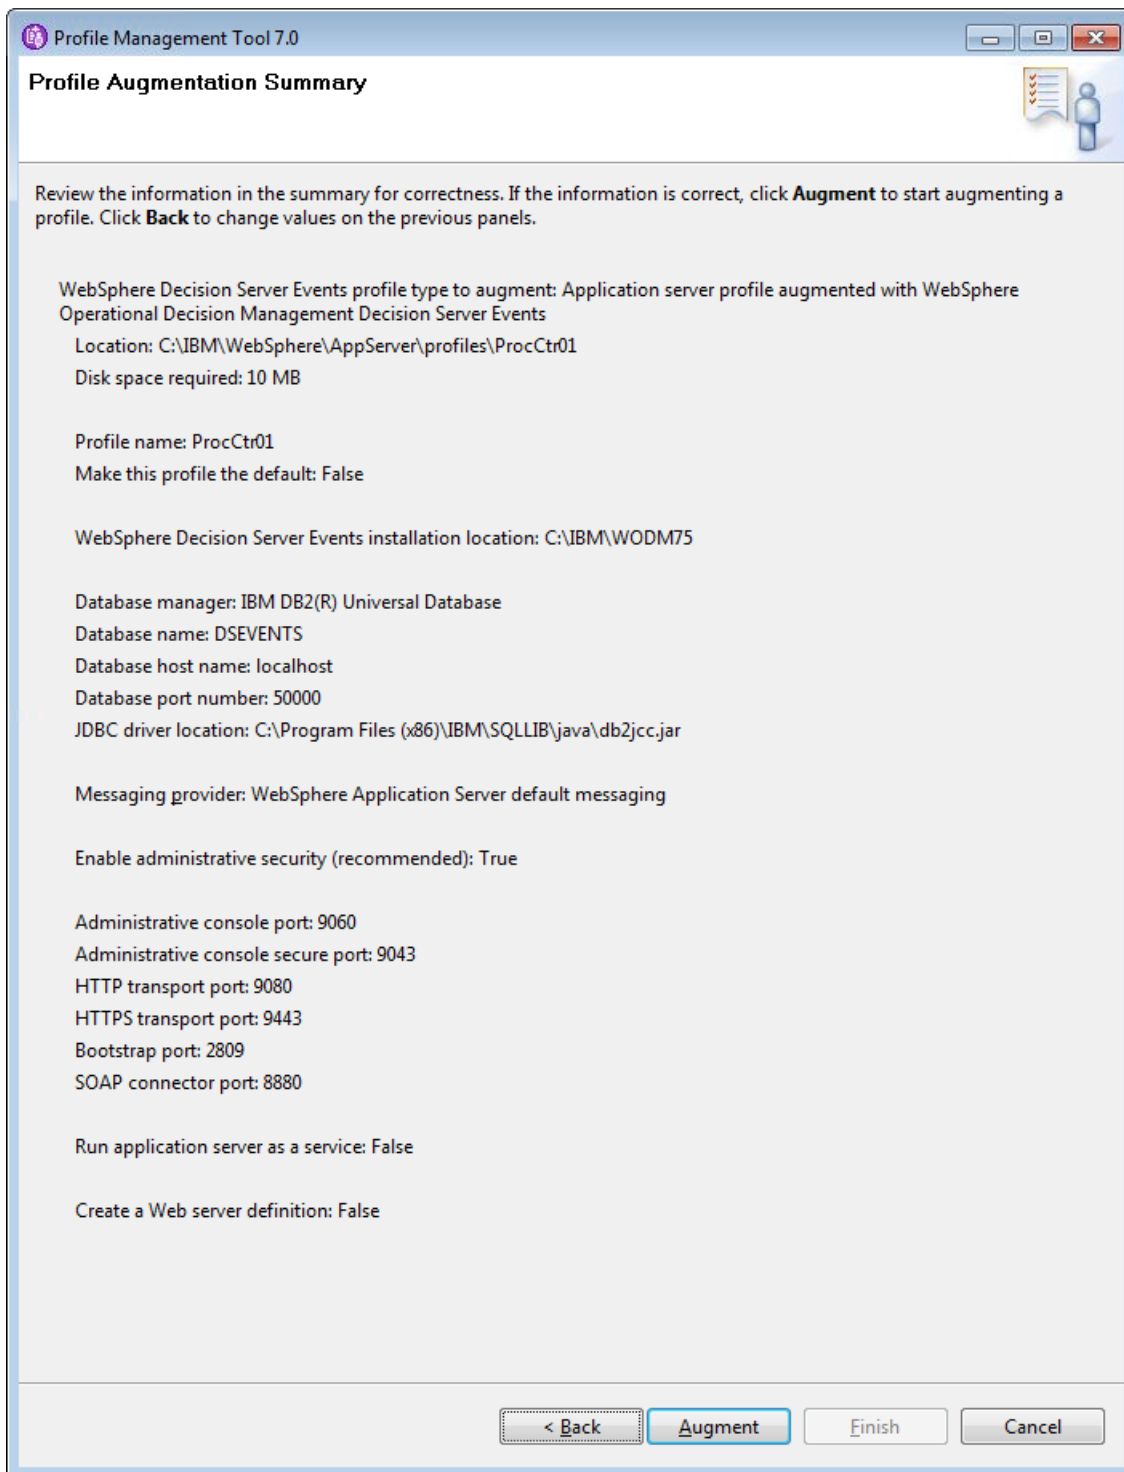 Profile Management Tool 7.0
Profile Augmentation Summary
Review the information in the summary for correctness. If the information is correct, click Augment to start augmenting a
profile. Click Back to change values on the previous panels.
WebSphere Decision Server Events profile type to augment: Application server profile augmented with WebSphere
Operational Decision Management Decision Server Events
Location: C:\IBM\WebSphere\AppServer\profiles\ProcCtr01
Disk space required: 10 MB
Profile name: ProcCtr01
Make this profile the default: False
WebSphere Decision Server Events installation location: C:\IBM\WODM75
Database manager: IBM DB2(R) Universal Database
Database name: DSEVENTS
Database host name: localhost
Database port number: 50000
JDBC driver location: C:\Program Files (x86)\IBM\SQLLIB\java\db2jcc.jar
Messaging provider: WebSphere Application Server default messaging
Enable administrative security (recommended): True
Administrative console port: 9060
Administrative console secure port: 9043
HTTP transport port: 9080
HTTPS transport port: 9443
Bootstrap port: 2809
SOAP connector port: 8880
Run application server as a service: False
Create a Web server definition: False
< Back Augment Finish Cancel